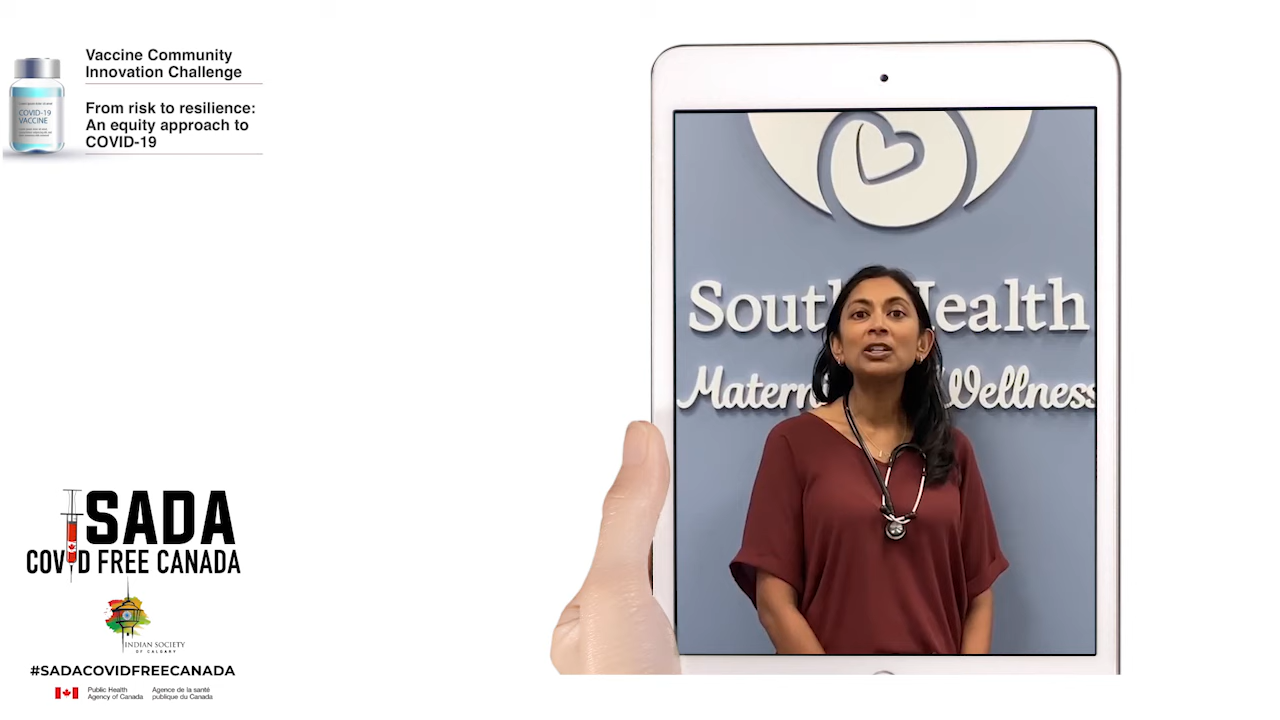 Vaccine Community
Innovation Challenge
From risk to resilience:
An equity approach to
COVID-19
COVID-19
VACCINE
South Health
Wellness
SADA
COVID FREE CANADA
INDIAN SOCIETY
OF CALGARY
#SADACOVIDFREECANADA
Public Health
Agency of Canada
Agence de la santé
publique du Canada